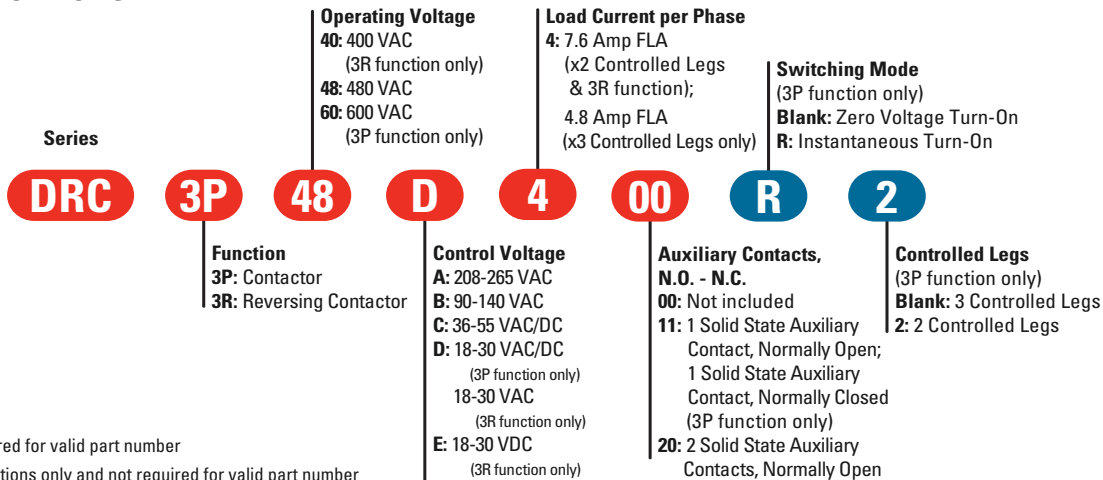 Operating Voltage
40: 400 VAC
(3R function only)
48: 480 VAC
60: 600 VAC
(3P function only)
Load Current per Phase
4: 7.6 Amp FLA
(x2 Controlled Legs
& 3R function);
4.8 Amp FLA
(x3 Controlled Legs only)
Switching Mode
(3P function only)
Blank: Zero Voltage Turn-On
R: Instantaneous Turn-On
Series
DRC 3P 48 D 4 00 R 2
Function
3P: Contactor
3R: Reversing Contactor
Control Voltage
A: 208-265 VAC
B: 90-140 VAC
C: 36-55 VAC/DC
D: 18-30 VAC/DC
(3P function only)
18-30 VAC
(3R function only)
E: 18-30 VDC
(3R function only)
Auxiliary Contacts,
N.O. - N.C.
00: Not included
11: 1 Solid State Auxiliary
Contact, Normally Open;
1 Solid State Auxiliary
Contact, Normally Closed
(3P function only)
20: 2 Solid State Auxiliary
Contacts, Normally Open
Controlled Legs
(3P function only)
Blank: 3 Controlled Legs
2: 2 Controlled Legs
for valid part number
only and not required for valid part number